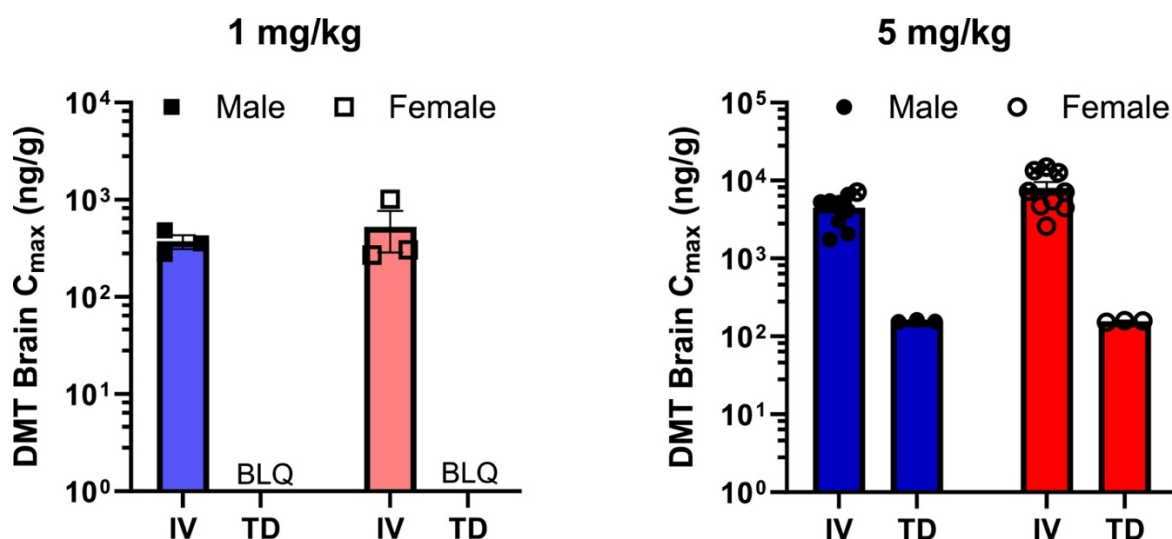 1 mg/kg
DMT Brain Cmax (ng/g)
Male Female
10⁴
10³
10²
10¹
10⁰
BLQ BLQ
IV TD IV TD
5 mg/kg
DMT Brain Cmax (ng/g)
Male Female
10⁵
10⁴
10³
10²
10¹
10⁰
IV TD IV TD